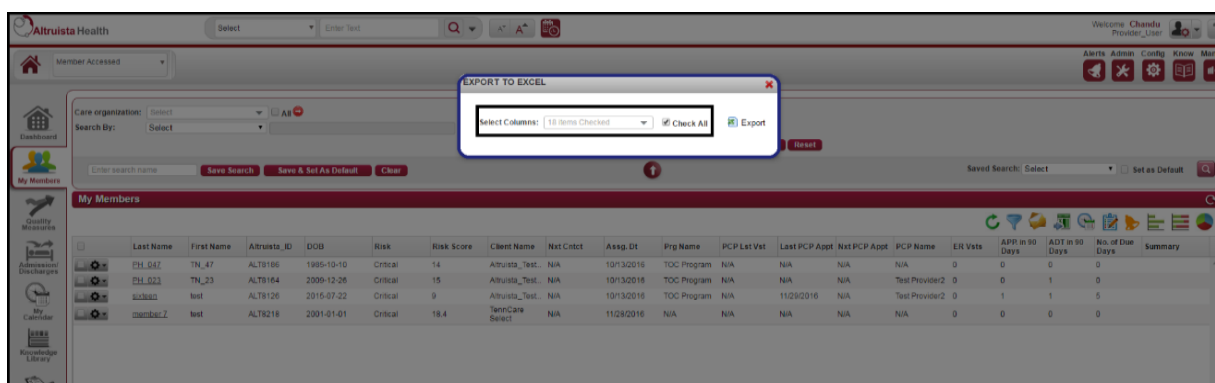 Altruista Health
Select
Enter Text
A-
A+
Welcome Chandu
Provider_User
Member Accessed
Alerts Admin Config Know
EXPORT TO EXCEL
Select Columns: 18 Items Checked Check All Export
Care organization: Select All
Search By: Select
Reset
Enter search name Save Search Save & Set As Default Clear
Saved Search: Select Set as Default
Dashboard
My Members
Quality Measures
Admission/ Discharges
My Calendar
Knowledge Library
My Members
Last Name First Name Altruista_ID DOB Risk Risk Score Client Name Nxt Cntct Assg. Dt Prg Name PCP Lst Vst Last PCP Appt Nxt PCP Appt PCP Name ER Vsts APP. in 90 Days ADT in 90 Days No. of Due Days Summary
PH_047 TN_47 ALT8186 1985-10-10 Critical 14 Altruista_Test... N/A 10/13/2016 TOC Program N/A N/A N/A N/A 0 0 0 0
PH_023 TN_23 ALT8164 2009-12-26 Critical 15 Altruista_Test... N/A 10/13/2016 TOC Program N/A N/A N/A Test Provider2 0 0 1 0
sixteen test ALT8126 2015-07-22 Critical 9 Altruista_Test... N/A 10/13/2016 TOC Program N/A 11/29/2016 N/A Test Provider2 0 1 1 5
member 7 test ALT8218 2001-01-01 Critical 18.4 TennCare Select N/A 11/28/2016 N/A N/A N/A N/A N/A 0 0 0 0